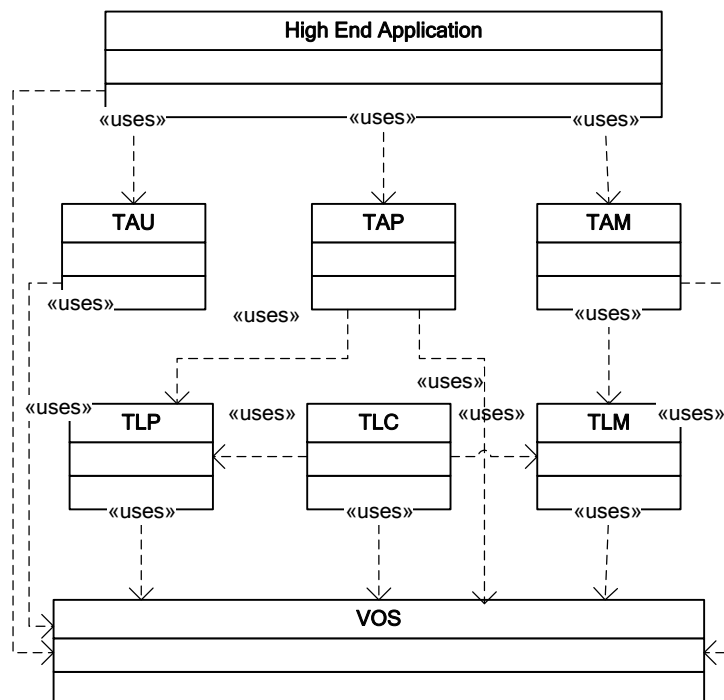 High End Application
«uses» «uses» «uses»
TAU TAP TAM
«uses» «uses» «uses»
«uses»
«uses» «uses» «uses» «uses»
TLP TLC TLM
«uses» «uses» «uses»
VOS